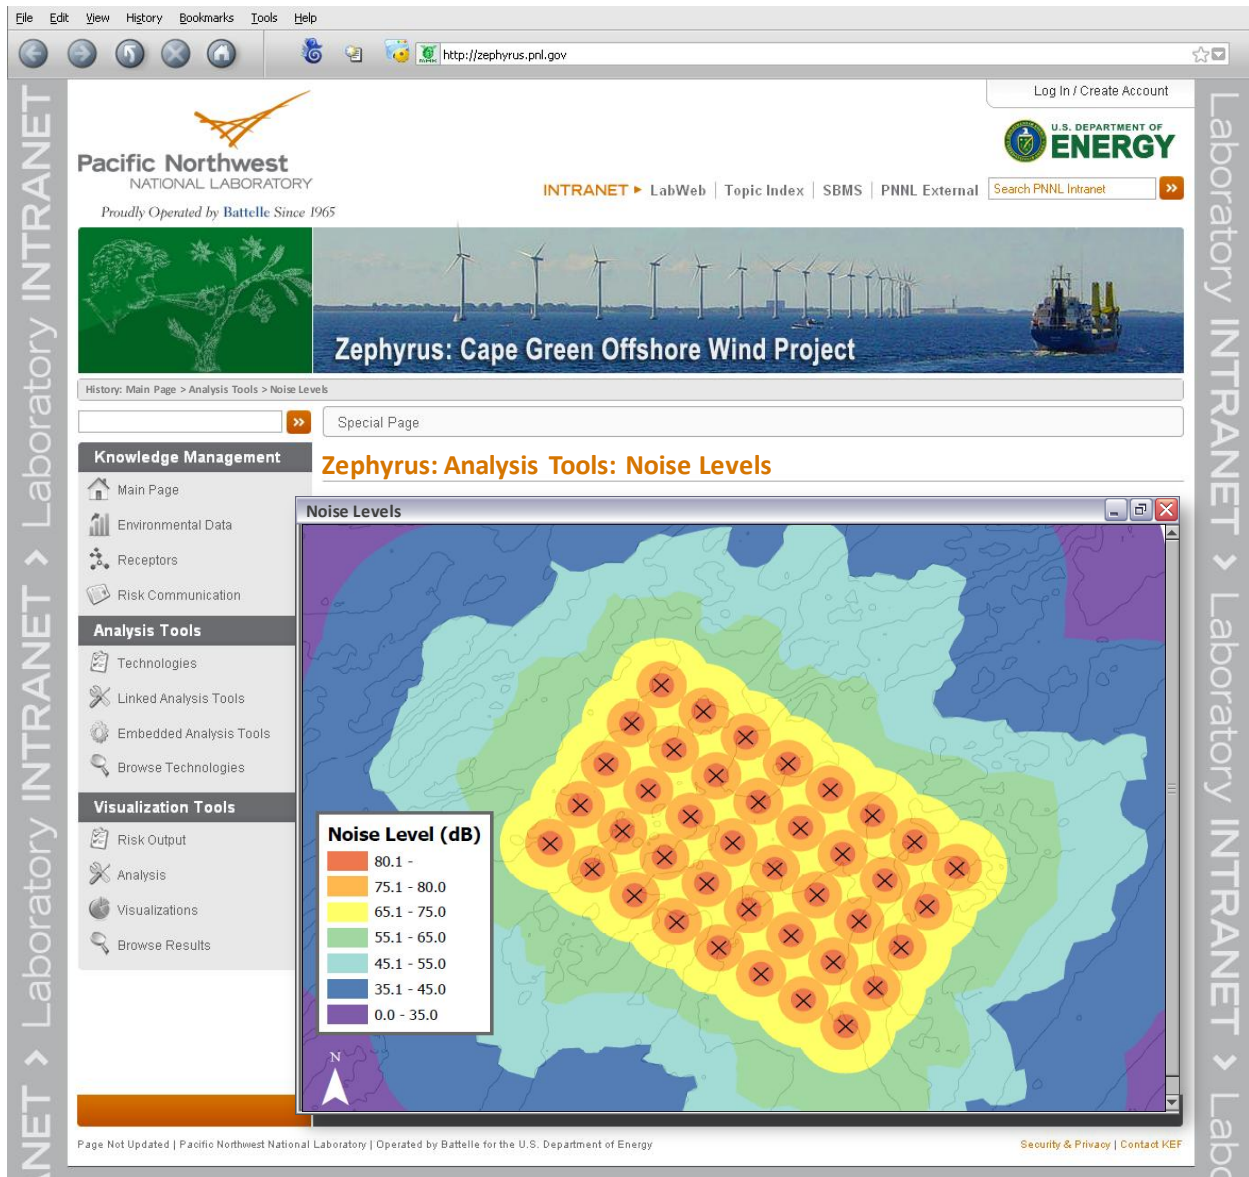 File Edit View History Bookmarks Tools Help
http://zephyrus.pnl.gov
Log In / Create Account
Pacific Northwest
NATIONAL LABORATORY
Proudly Operated by Battelle Since 1965
U.S. DEPARTMENT OF
ENERGY
INTRANET ► LabWeb | Topic Index | SBMS | PNNL External
Search PNNL Intranet
Zephyrus: Cape Green Offshore Wind Project
History: Main Page > Analysis Tools > Noise Levels
Special Page
Knowledge Management
Main Page
Environmental Data
Receptors
Risk Communication
Analysis Tools
Technologies
Linked Analysis Tools
Embedded Analysis Tools
Browse Technologies
Visualization Tools
Risk Output
Analysis
Visualizations
Browse Results
Zephyrus: Analysis Tools: Noise Levels
Noise Levels
Noise Level (dB)
80.1 -
75.1 - 80.0
65.1 - 75.0
55.1 - 65.0
45.1 - 55.0
35.1 - 45.0
0.0 - 35.0
N
Page Not Updated | Pacific Northwest National Laboratory | Operated by Battelle for the U.S. Department of Energy
Security & Privacy | Contact KEF
NET > Laboratory INTRANET > Laboratory INTRANET
Laboratory INTRANET > Laboratory INTRANET > Labo